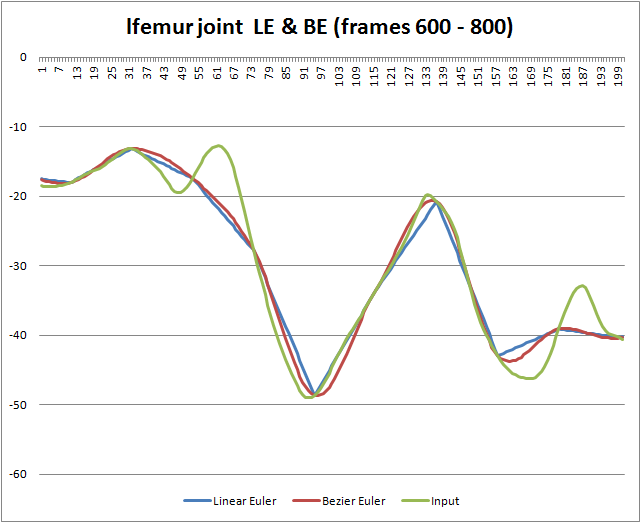 lfemur joint LE & BE (frames 600 - 800)
0
1 7 13 19 25 31 37 43 49 55 61 67 73 79 85 91 97 103 109 115 121 127 133 139 145 151 157 163 169 175 181 187 193 199
-10
-20
-30
-40
-50
-60
Linear Euler Bezier Euler Input